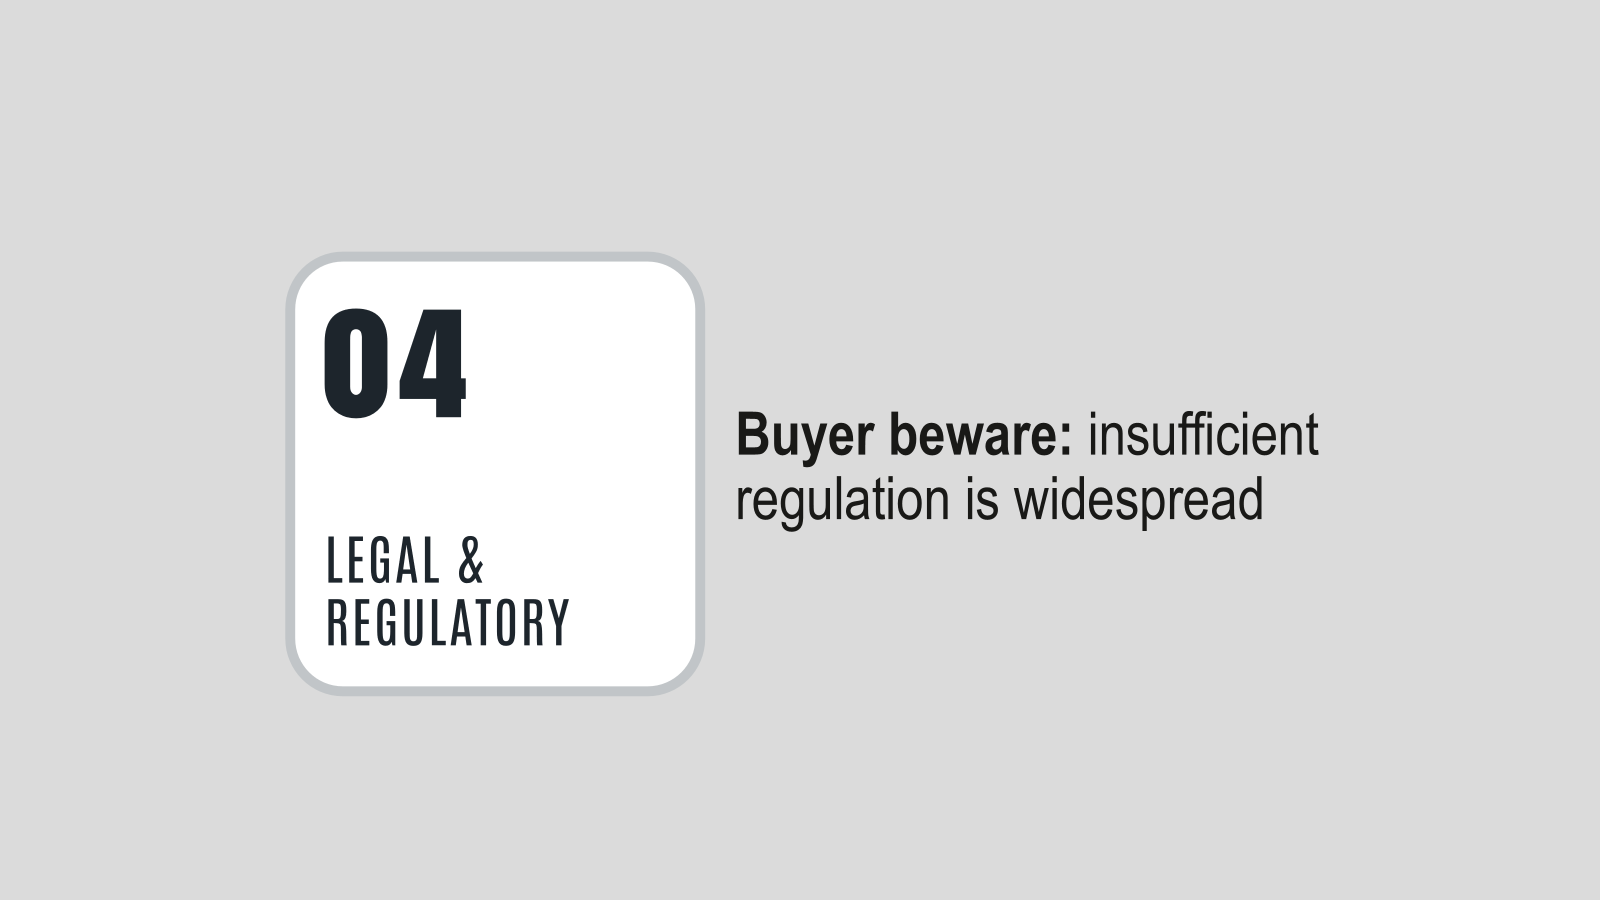 04
LEGAL &
REGULATORY
Buyer beware: insufficient
regulation is widespread